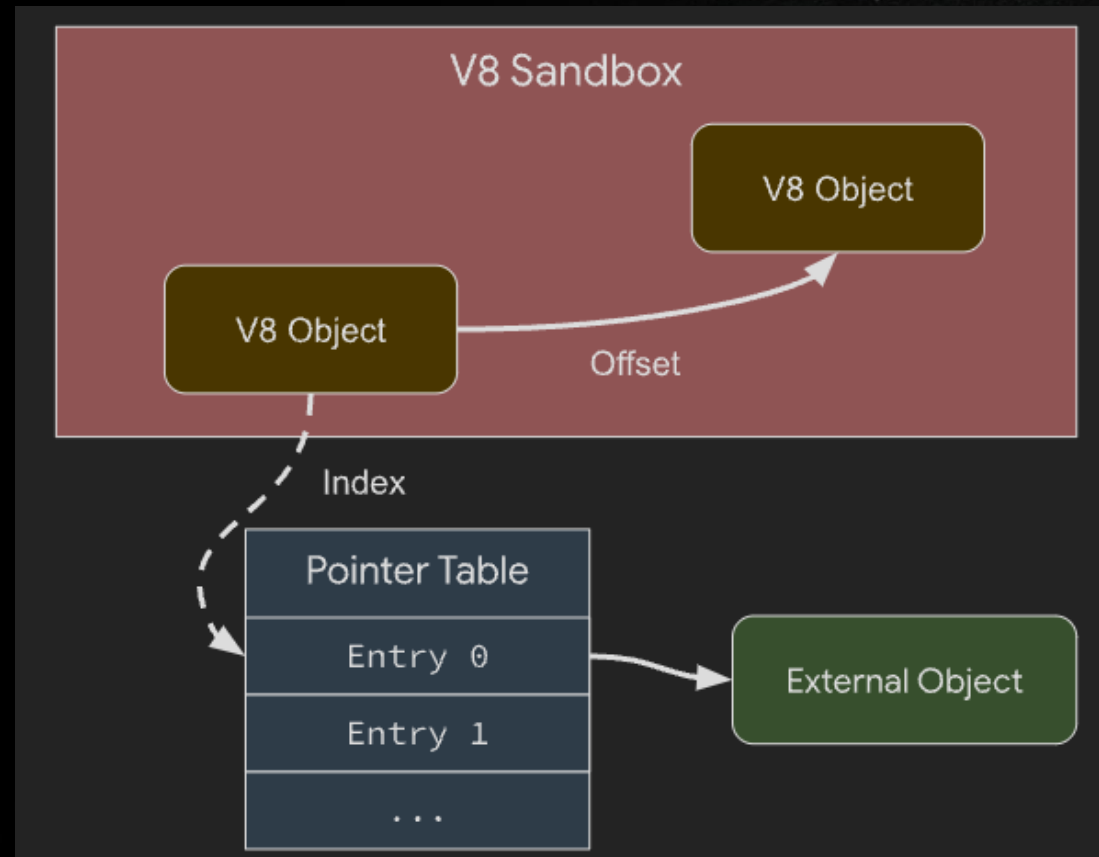 V8 Sandbox
V8 Object
V8 Object
Offset
Index
Pointer Table
Entry 0
External Object
Entry 1
...